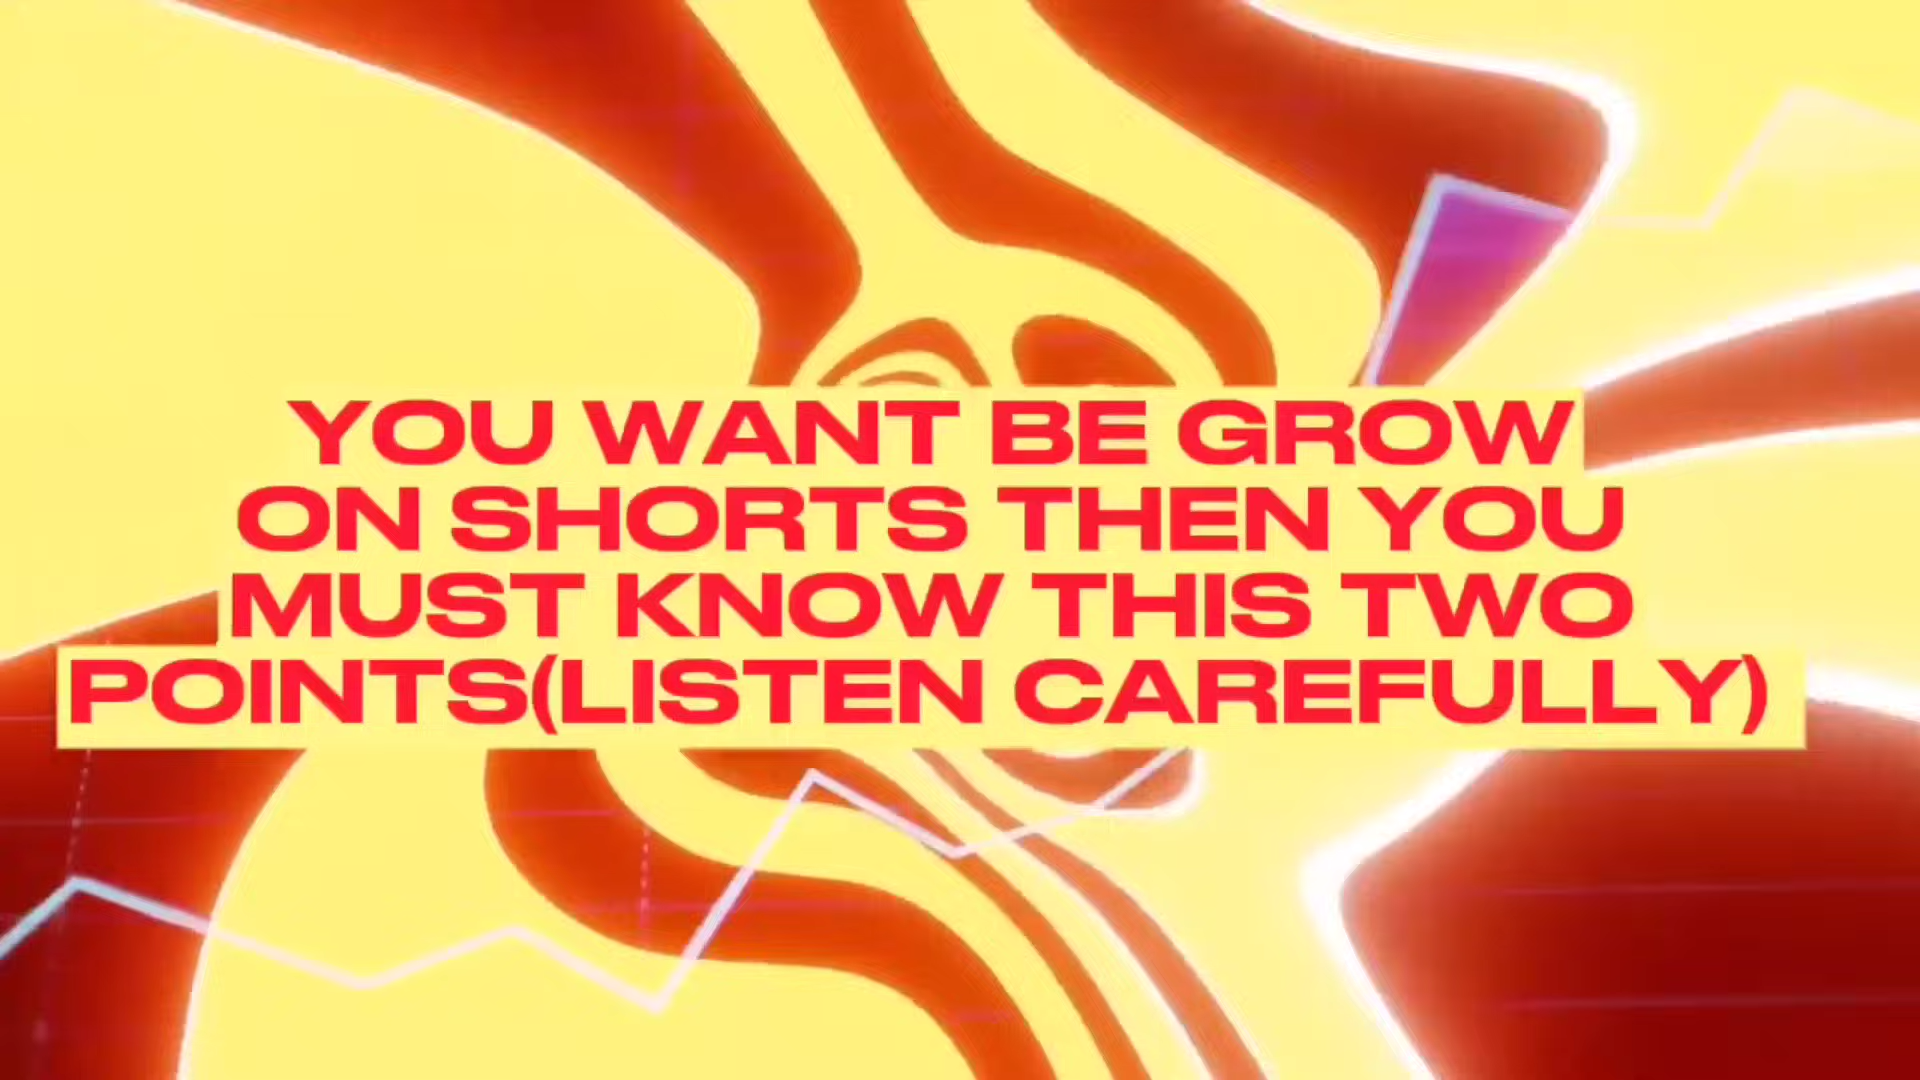 YOU WANT BE GROW
ON SHORTS THEN YOU
MUST KNOW THIS TWO
POINTS(LISTEN CAREFULLY)